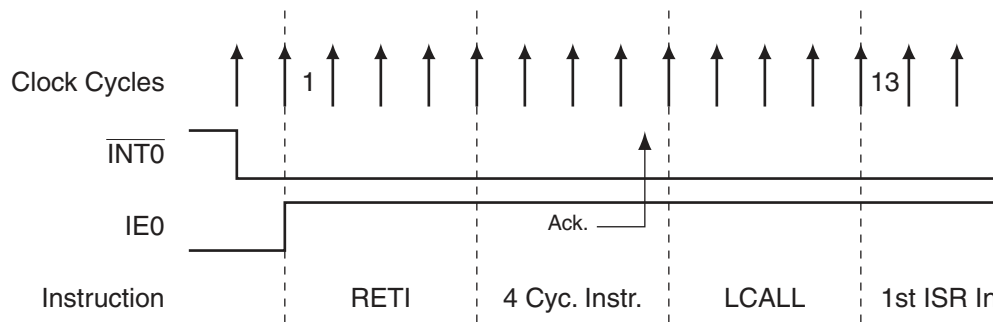 Clock Cycles 1 13
INT0
IE0
Ack.
Instruction RETI 4 Cyc. Instr. LCALL 1st ISR In